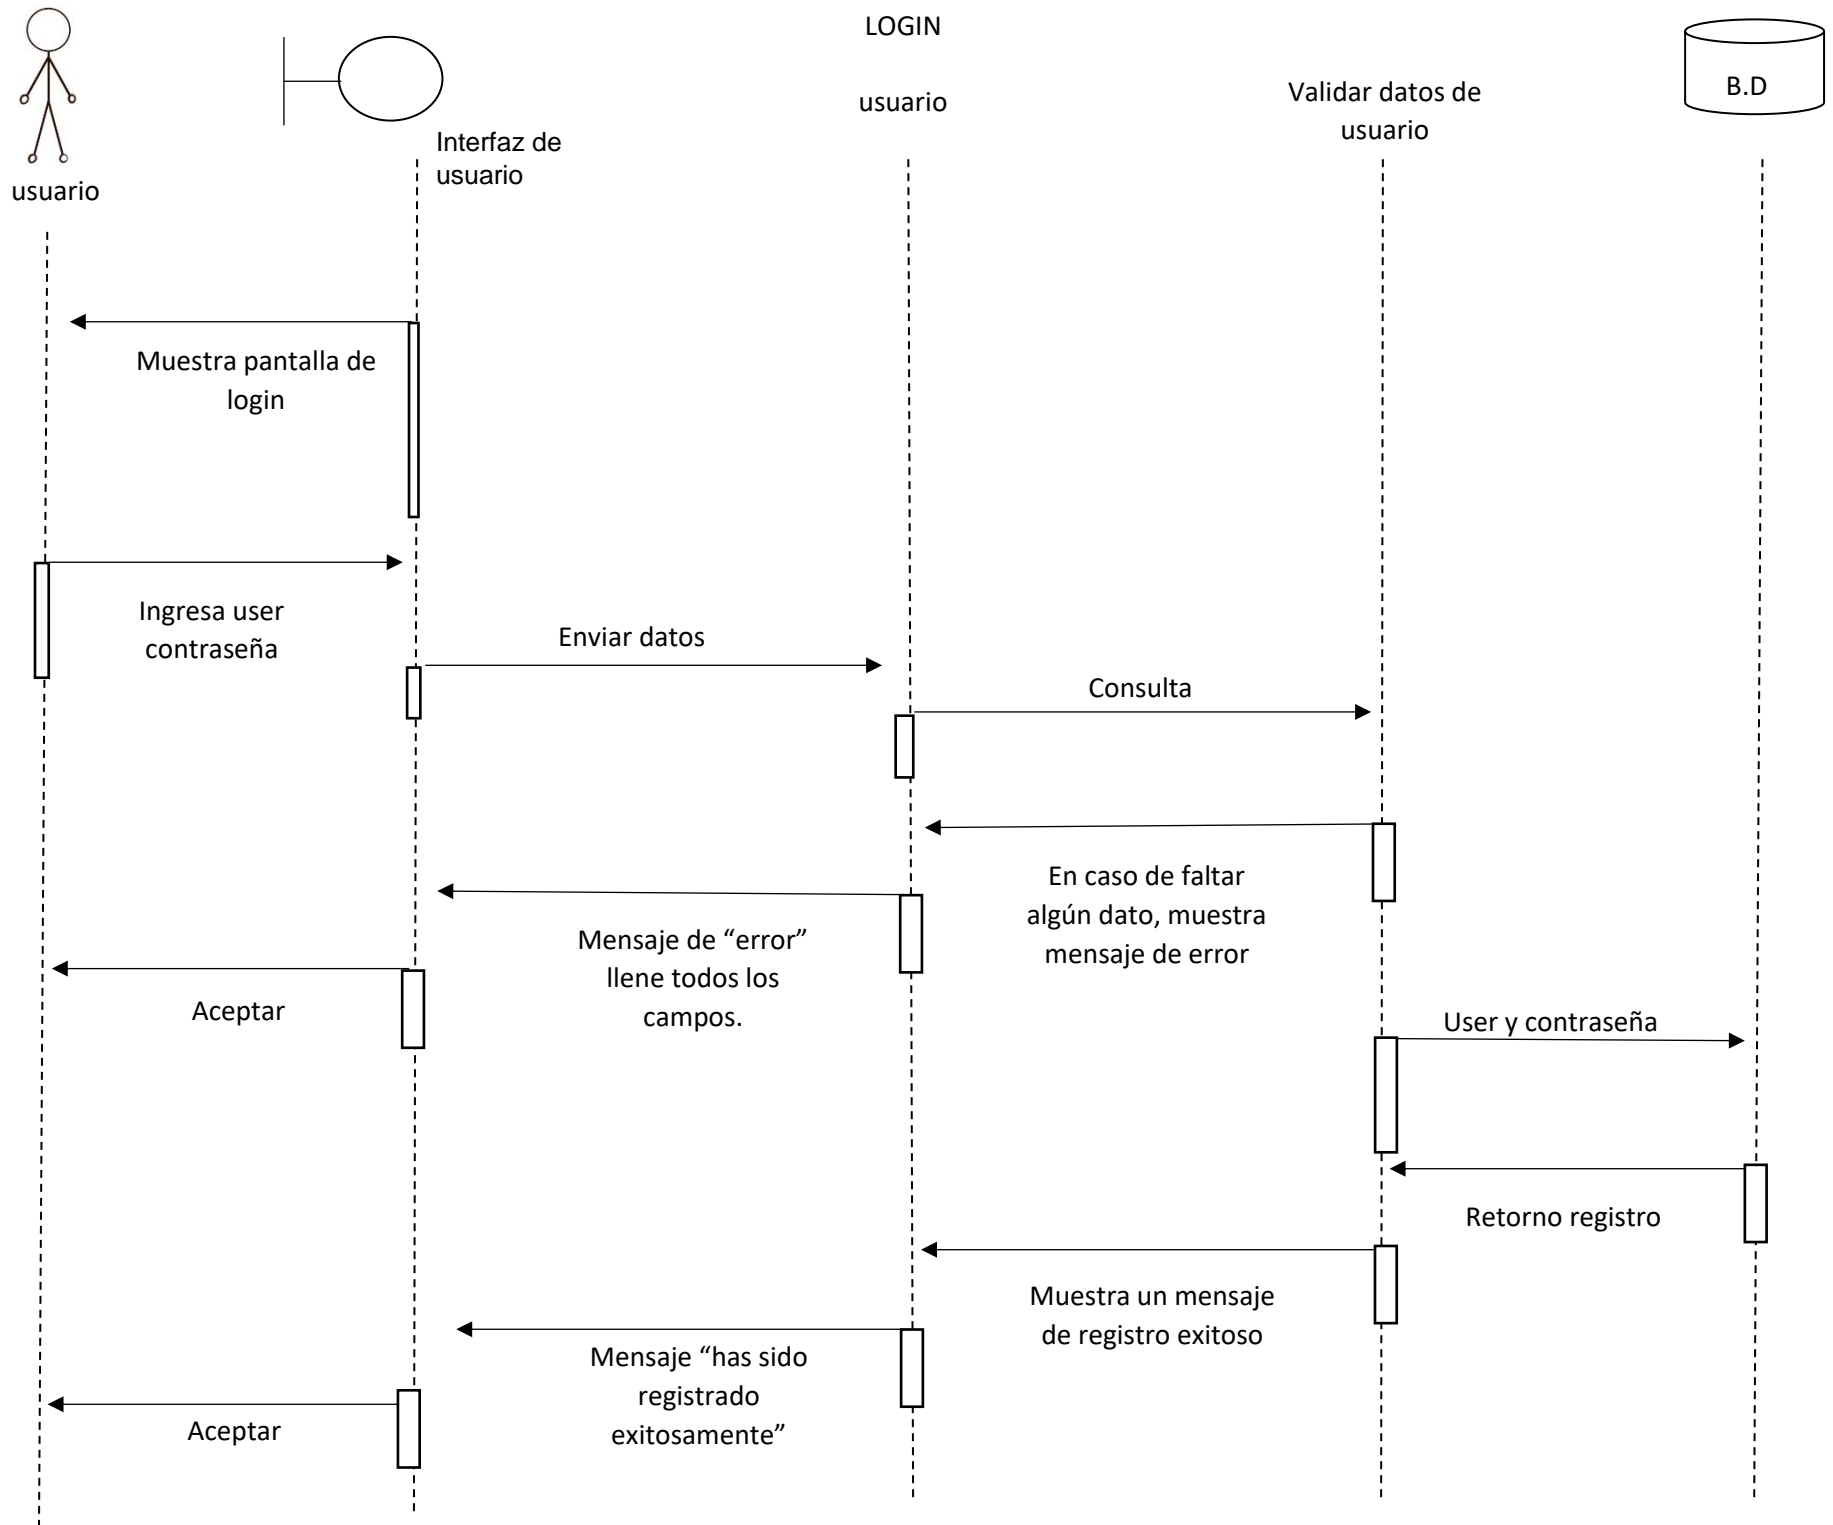 LOGIN
usuario
Validar datos de
usuario
B.D
Interfaz de
usuario
usuario
Muestra pantalla de
login
Ingresa user
contraseña
Enviar datos
Consulta
En caso de faltar
algún dato, muestra
mensaje de error
Mensaje de “error”
llene todos los
campos.
Aceptar
User y contraseña
Retorno registro
Muestra un mensaje
de registro exitoso
Mensaje “has sido
registrado
exitosamente”
Aceptar